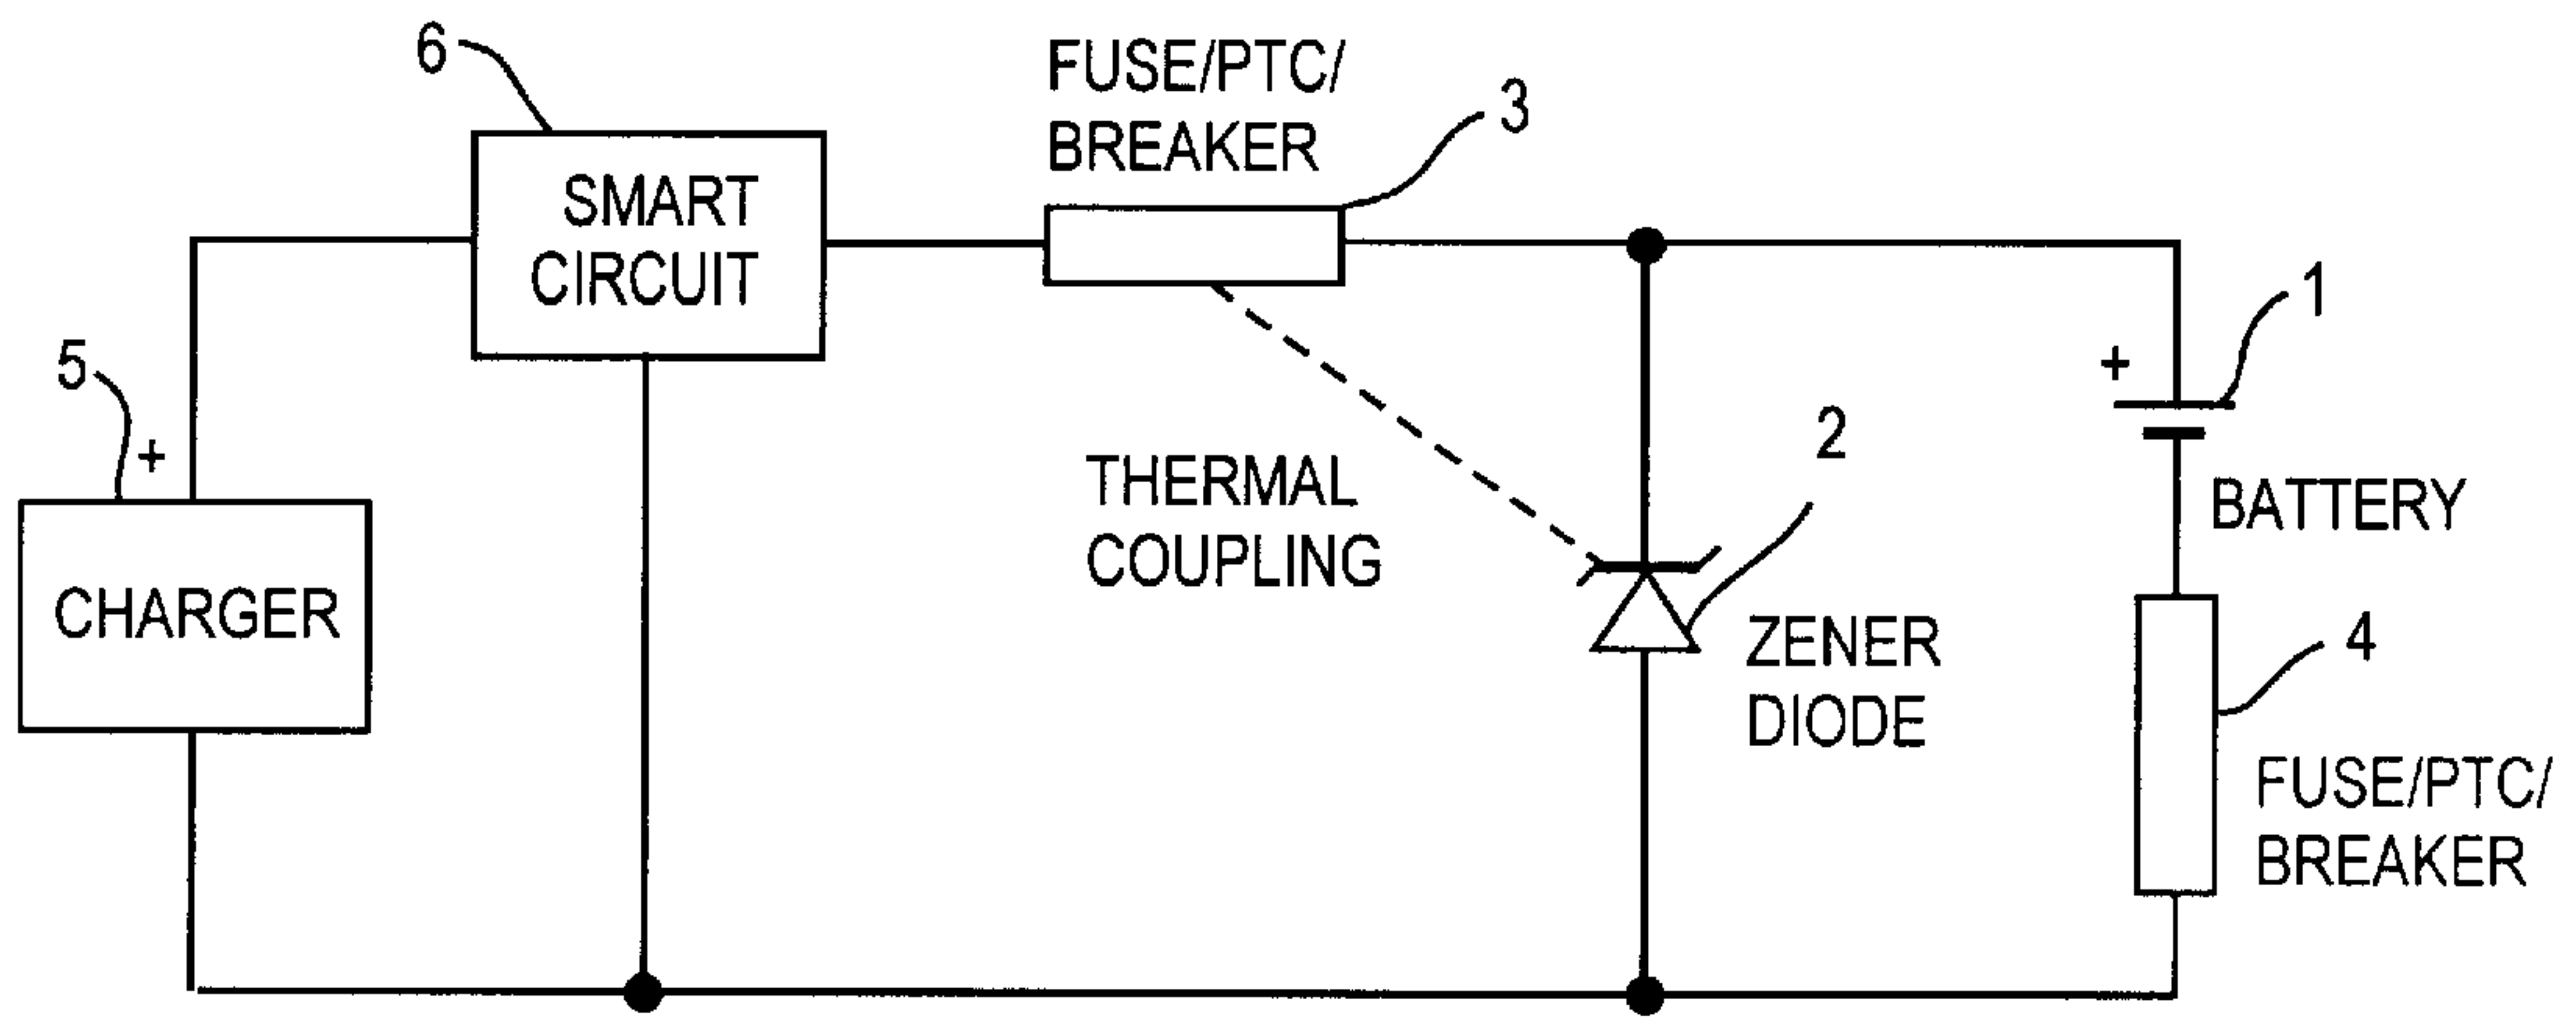 6
FUSE/PTC/
BREAKER
3
SMART
CIRCUIT
1
+
5
+
2
THERMAL
COUPLING
BATTERY
CHARGER
ZENER
DIODE
4
FUSE/PTC/
BREAKER